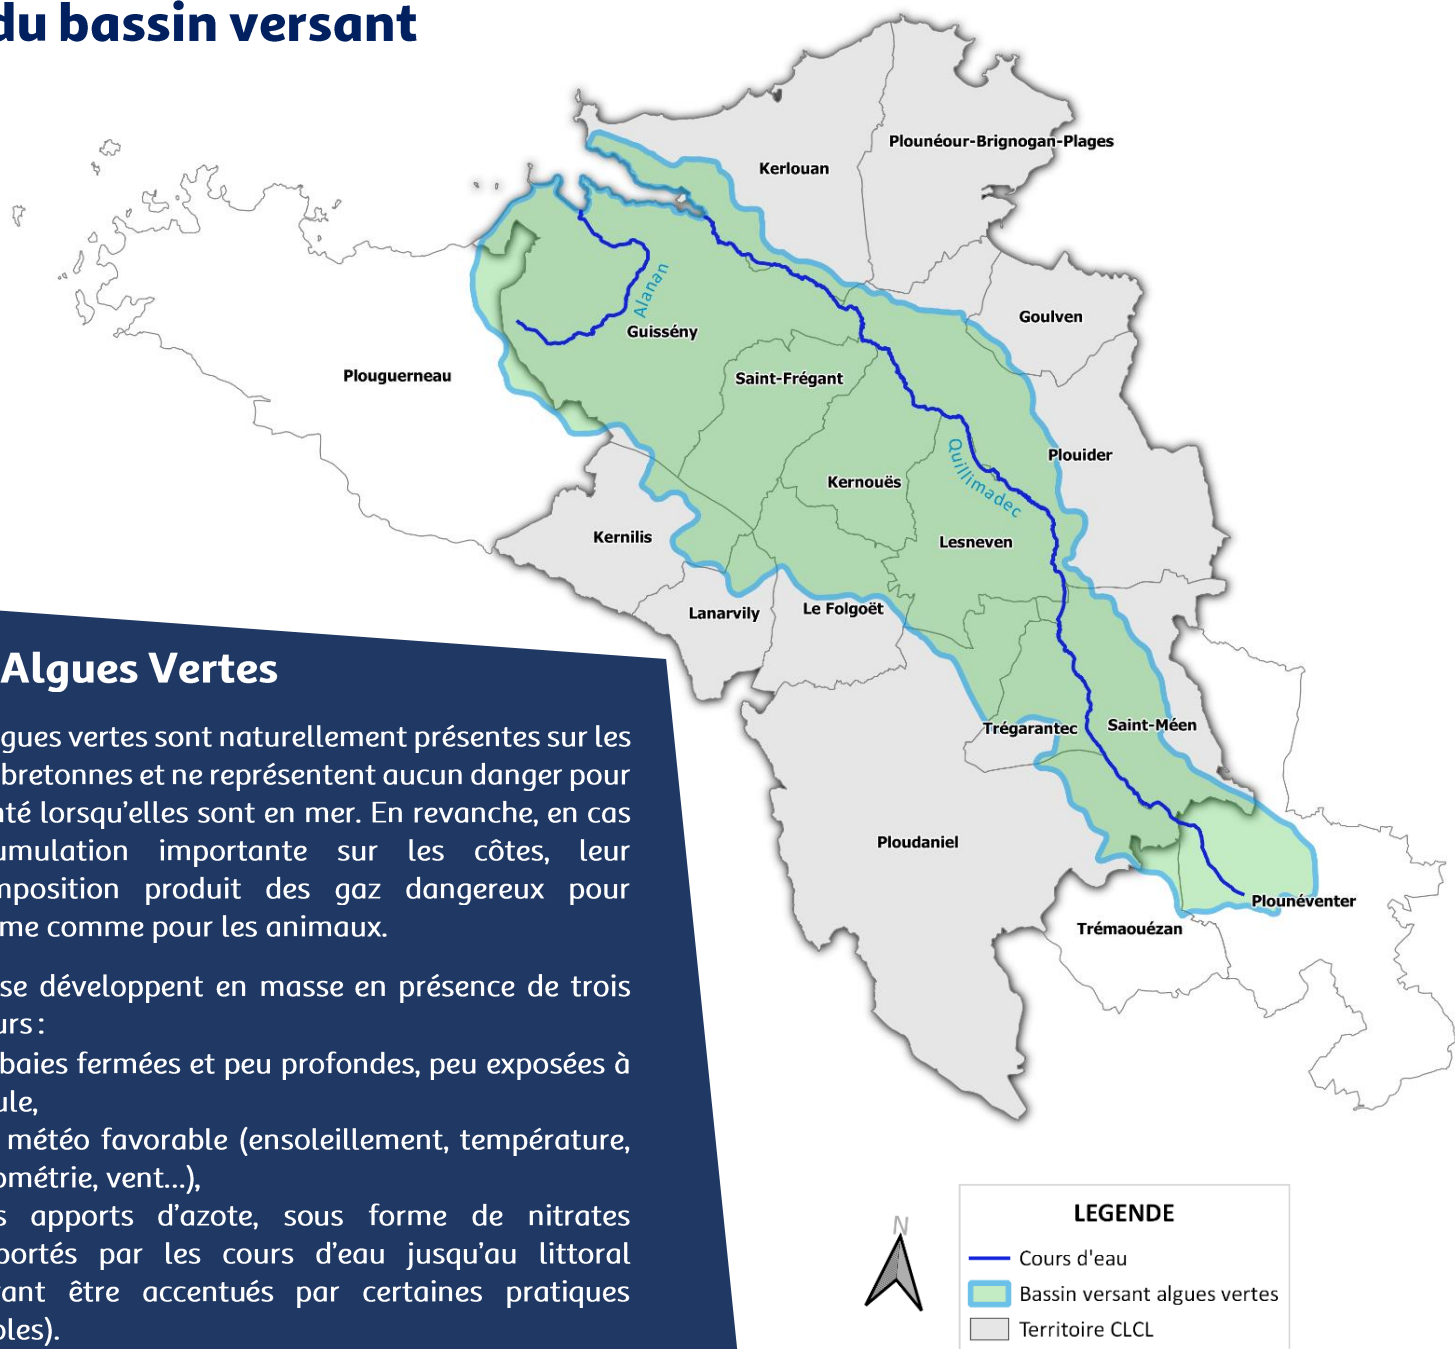 du bassin versant
Plounéour-Brignogan-Plages
Kerlouan
Alanan
Goulven
Guissény
Plouguerneau
Saint-Frégant
Plouider
Quillimadec
Kernouës
Kernilis
Lesneven
Lanarvily
Le Folgoët
Trégarantec
Saint-Méen
Ploudaniel
Plounéventer
Trémaouézan
Algues Vertes
gues vertes sont naturellement présentes sur les
bretonnes et ne représentent aucun danger pour
nté lorsqu'elles sont en mer. En revanche, en cas
umulation importante sur les côtes, leur
mposition produit des gaz dangereux pour
me comme pour les animaux.
se développent en masse en présence de trois
urs :
baies fermées et peu profondes, peu exposées à
ule,
météo favorable (ensoleillement, température,
ométrie, vent...),
s apports d'azote, sous forme de nitrates
portés par les cours d'eau jusqu'au littoral
ant être accentués par certaines pratiques
oles).
N
LEGENDE
Cours d'eau
Bassin versant algues vertes
Territoire CLCL